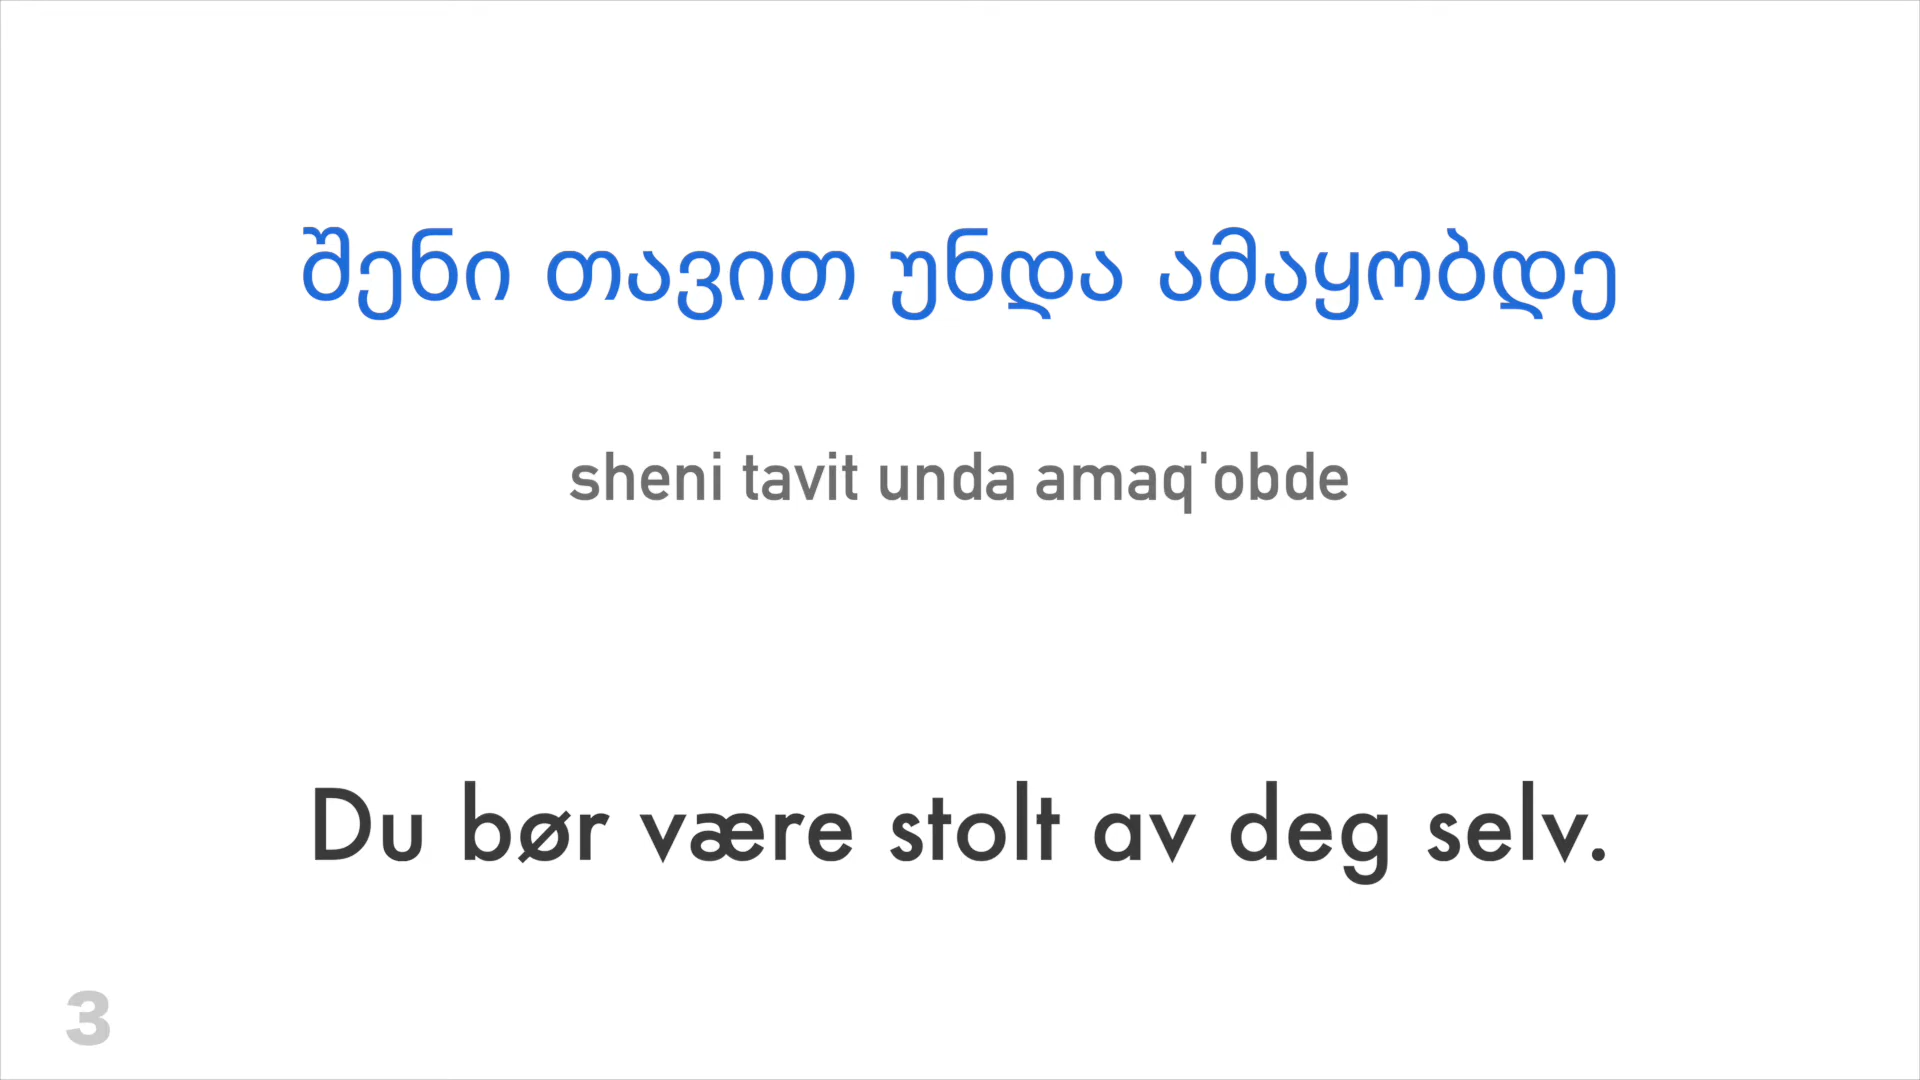 შენი თავით უნდა ამაყობდე
sheni tavit unda amaq'obde
Du bør være stolt av deg selv.
3